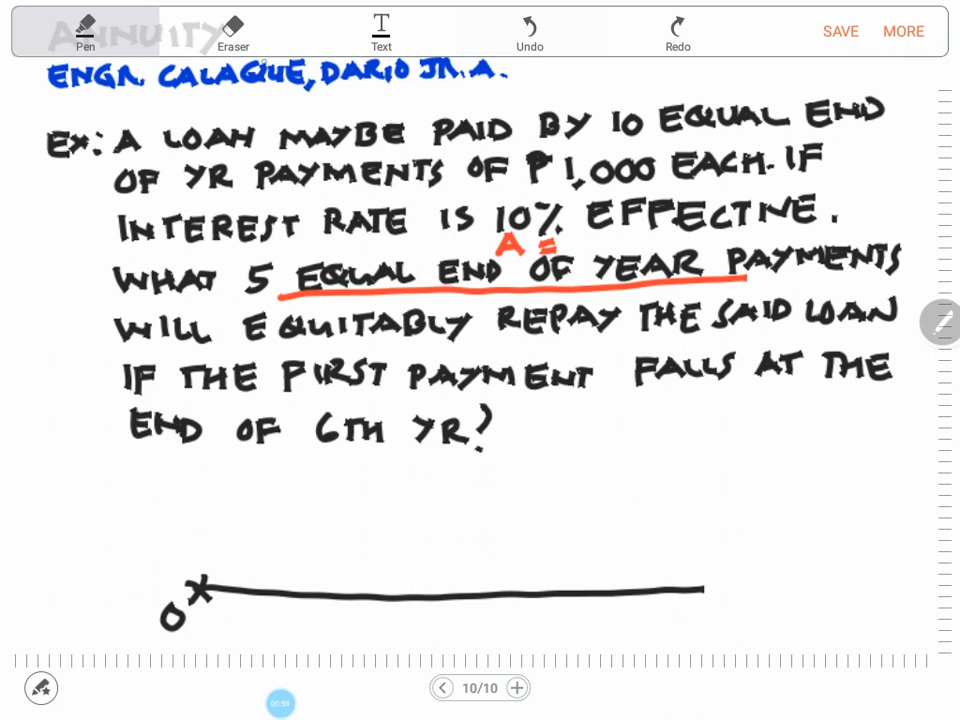 ANNUITY
Pen
Eraser
Text
Undo
Redo
SAVE
MORE
ENGR. CALAGUE, DARIO JR. A.
EX: A LOAN MAYBE PAID BY 10 EQUAL END
OF YR PAYMENTS OF ₱1,000 EACH. IF
INTEREST RATE IS 10% EFFECTIVE.
A =
WHAT 5 EQUAL END OF YEAR PAYMENTS
WILL EQUITABLY REPAY THE SAID LOAN
IF THE FIRST PAYMENT FALLS AT THE
END OF 6TH YR?
0
10/10
00:59